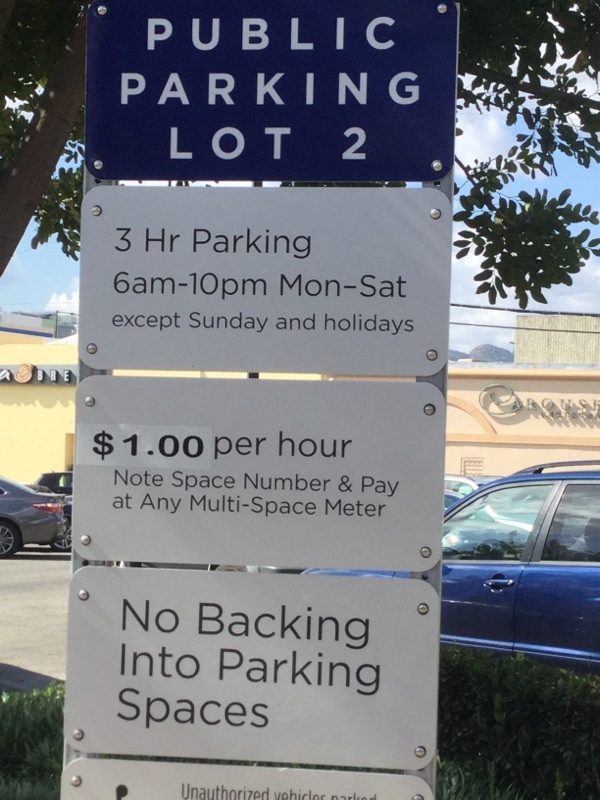 PUBLIC
PARKING
LOT 2
3 Hr Parking
6am-10pm Mon-Sat
except Sunday and holidays
$1.00 per hour
Note Space Number & Pay
at Any Multi-Space Meter
No Backing
Into Parking
Spaces
Unauthorized vehicles parked